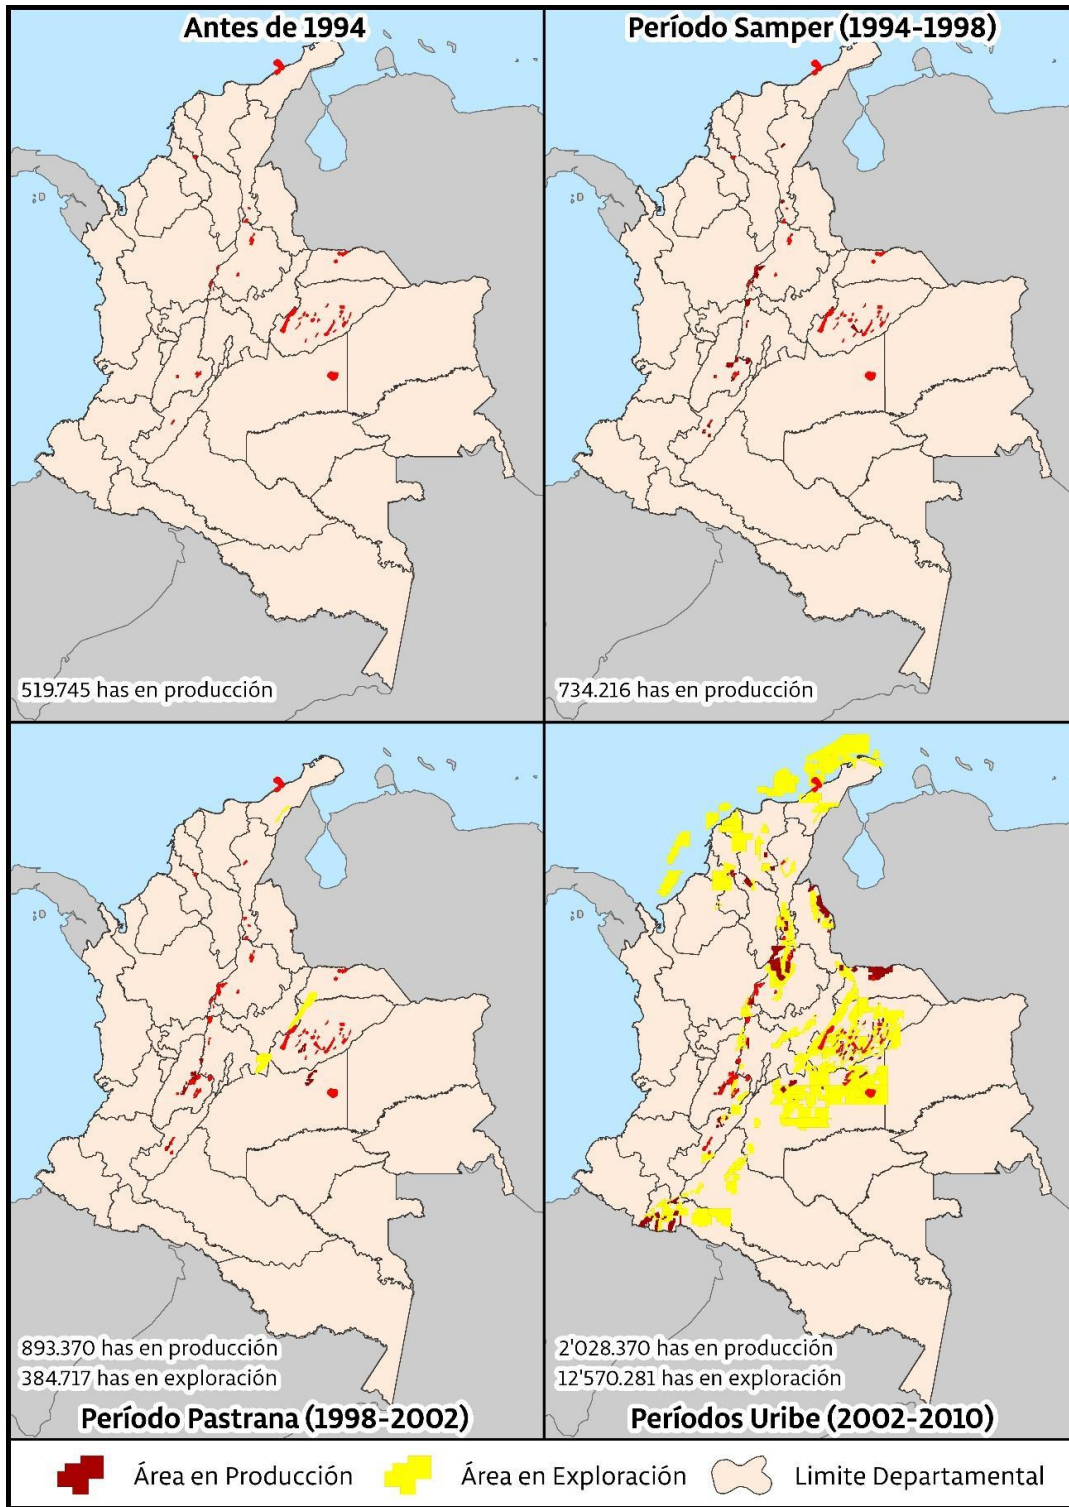 Antes de 1994
Período Samper (1994-1998)
519.745 has en producción
734.216 has en producción
893.370 has en producción
384.717 has en exploración
Período Pastrana (1998-2002)
2'028.370 has en producción
12'570.281 has en exploración
Períodos Uribe (2002-2010)
Área en Producción
Área en Exploración
Limite Departamental